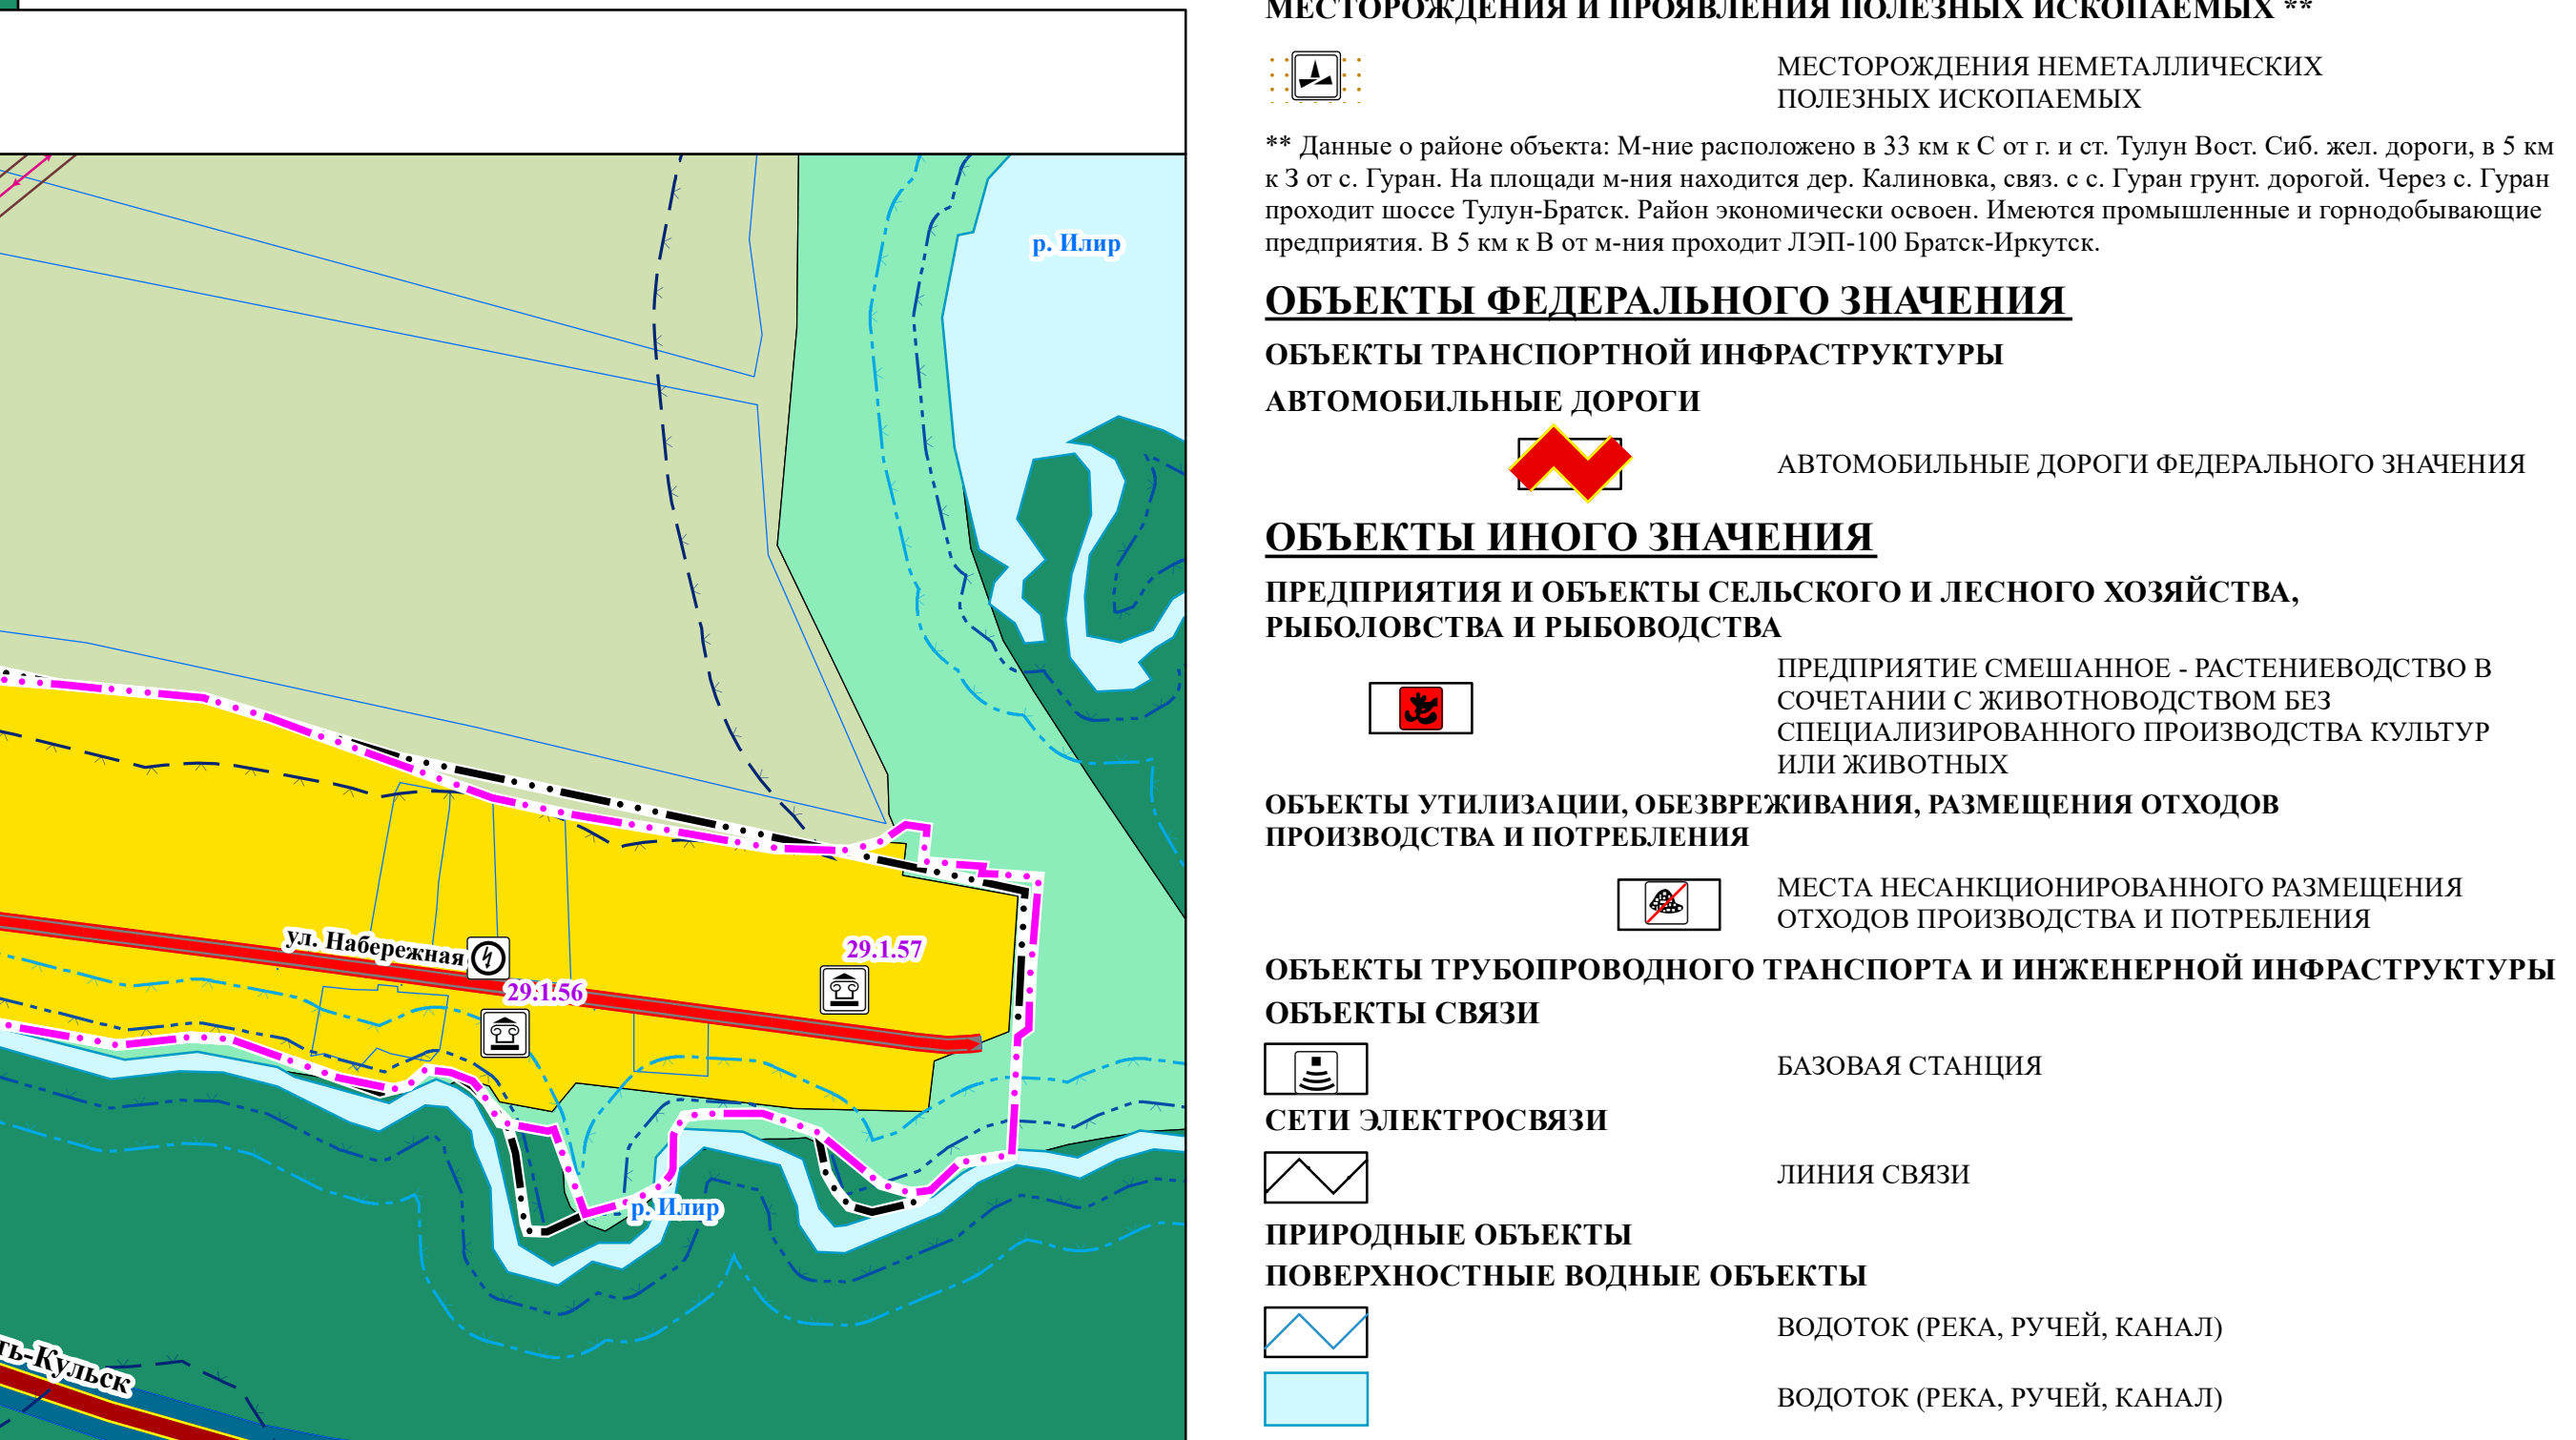 р. Илир
ул. Набережная
29.1.57
29.1.56
р. Илир
ть-Кульск
МЕСТОРОЖДЕНИЯ И ПРОЯВЛЕНИЯ ПОЛЕЗНЫХ ИСКОПАЕМЫХ **
МЕСТОРОЖДЕНИЯ НЕМЕТАЛЛИЧЕСКИХ
ПОЛЕЗНЫХ ИСКОПАЕМЫХ
** Данные о районе объекта: М-ние расположено в 33 км к С от г. и ст. Тулун Вост. Сиб. жел. дороги, в 5 км
к З от с. Гуран. На площади м-ния находится дер. Калиновка, связ. с с. Гуран грунт. дорогой. Через с. Гуран
проходит шоссе Тулун-Братск. Район экономически освоен. Имеются промышленные и горнодобывающие
предприятия. В 5 км к В от м-ния проходит ЛЭП-100 Братск-Иркутск.
ОБЪЕКТЫ ФЕДЕРАЛЬНОГО ЗНАЧЕНИЯ
ОБЪЕКТЫ ТРАНСПОРТНОЙ ИНФРАСТРУКТУРЫ
АВТОМОБИЛЬНЫЕ ДОРОГИ
АВТОМОБИЛЬНЫЕ ДОРОГИ ФЕДЕРАЛЬНОГО ЗНАЧЕНИЯ
ОБЪЕКТЫ ИНОГО ЗНАЧЕНИЯ
ПРЕДПРИЯТИЯ И ОБЪЕКТЫ СЕЛЬСКОГО И ЛЕСНОГО ХОЗЯЙСТВА,
РЫБОЛОВСТВА И РЫБОВОДСТВА
ПРЕДПРИЯТИЕ СМЕШАННОЕ - РАСТЕНИЕВОДСТВО В
СОЧЕТАНИИ С ЖИВОТНОВОДСТВОМ БЕЗ
СПЕЦИАЛИЗИРОВАННОГО ПРОИЗВОДСТВА КУЛЬТУР
ИЛИ ЖИВОТНЫХ
ОБЪЕКТЫ УТИЛИЗАЦИИ, ОБЕЗВРЕЖИВАНИЯ, РАЗМЕЩЕНИЯ ОТХОДОВ
ПРОИЗВОДСТВА И ПОТРЕБЛЕНИЯ
МЕСТА НЕСАНКЦИОНИРОВАННОГО РАЗМЕЩЕНИЯ
ОТХОДОВ ПРОИЗВОДСТВА И ПОТРЕБЛЕНИЯ
ОБЪЕКТЫ ТРУБОПРОВОДНОГО ТРАНСПОРТА И ИНЖЕНЕРНОЙ ИНФРАСТРУКТУРЫ
ОБЪЕКТЫ СВЯЗИ
БАЗОВАЯ СТАНЦИЯ
СЕТИ ЭЛЕКТРОСВЯЗИ
ЛИНИЯ СВЯЗИ
ПРИРОДНЫЕ ОБЪЕКТЫ
ПОВЕРХНОСТНЫЕ ВОДНЫЕ ОБЪЕКТЫ
ВОДОТОК (РЕКА, РУЧЕЙ, КАНАЛ)
ВОДОТОК (РЕКА, РУЧЕЙ, КАНАЛ)